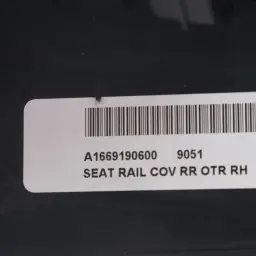 A1669190600 9051
SEAT RAIL COV RR OTR RH